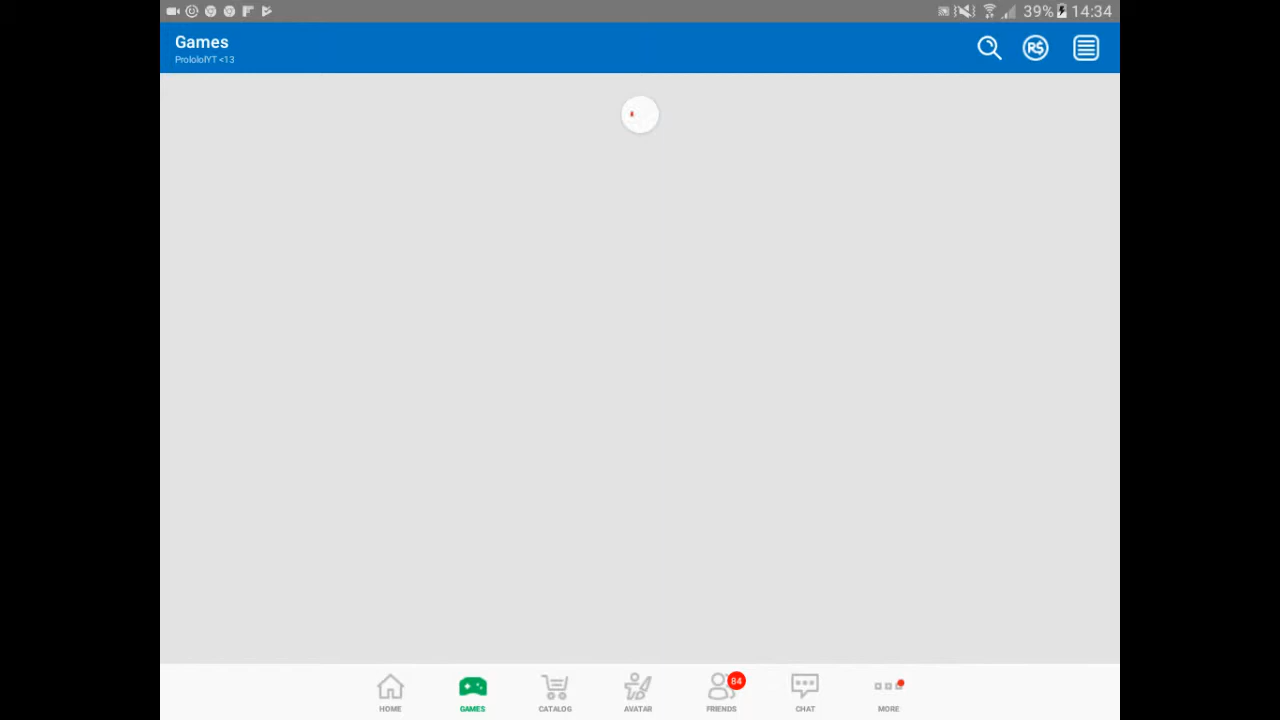 39% 14:34
Games
ProlololYT <13
R$
84
HOME GAMES CATALOG AVATAR FRIENDS CHAT MORE